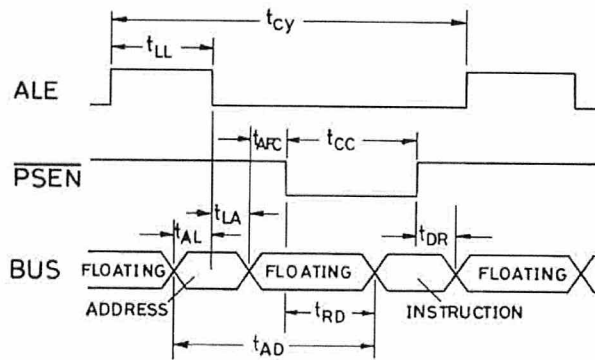 tCy
tLL
ALE
tAFC
tCC
PSEN
tAL
tLA
tDR
BUS
FLOATING
FLOATING
FLOATING
ADDRESS
tRD
INSTRUCTION
tAD